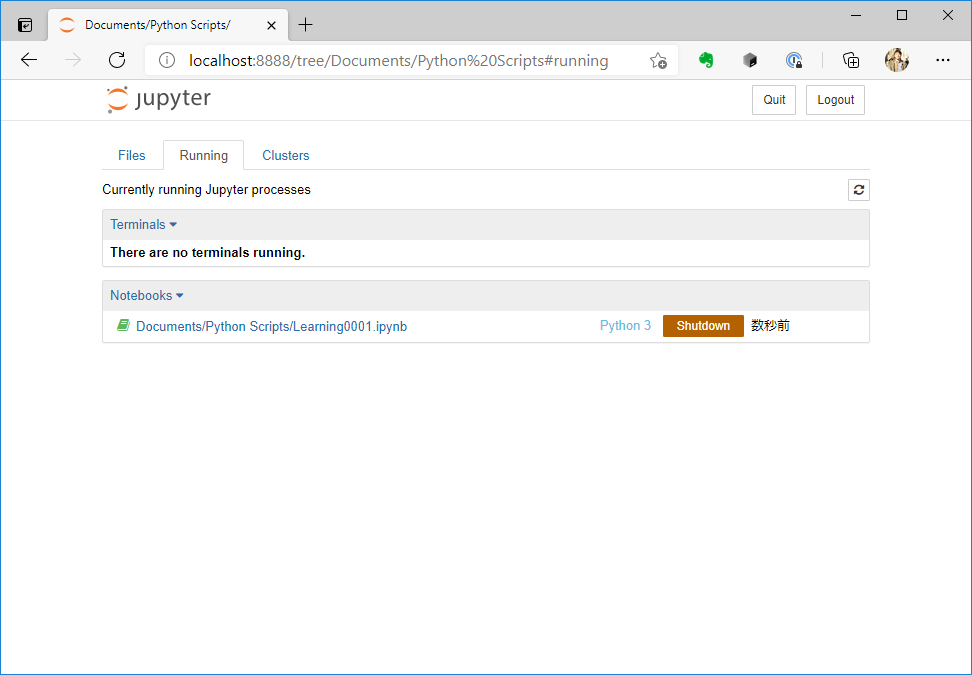 Documents/Python Scripts/
localhost:8888/tree/Documents/Python%20Scripts#running
jupyter
Quit
Logout
Files
Running
Clusters
Currently running Jupyter processes
Terminals
There are no terminals running.
Notebooks
Documents/Python Scripts/Learning0001.ipynb
Python 3
Shutdown
数秒前